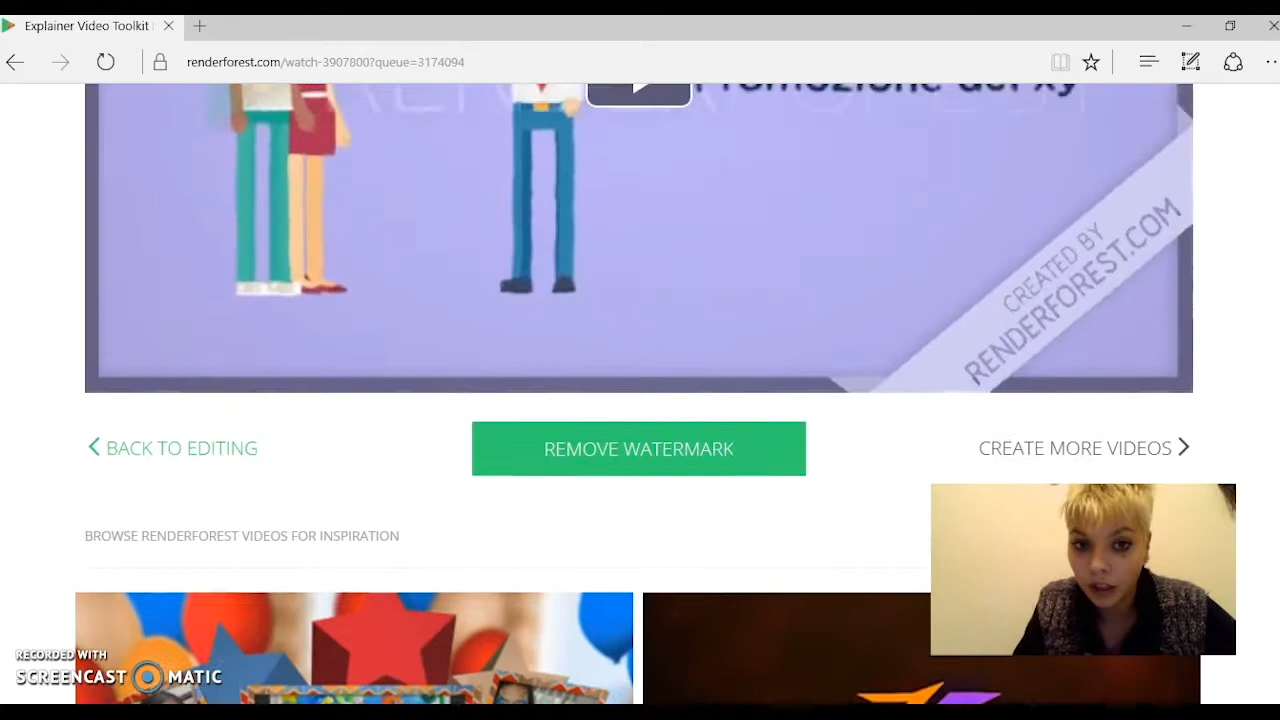 Explainer Video Toolkit
renderforest.com/watch-3907800?queue=3174094
Promozione del xy
CREATED BY
RENDERFOREST.COM
BACK TO EDITING
REMOVE WATERMARK
CREATE MORE VIDEOS
BROWSE RENDERFOREST VIDEOS FOR INSPIRATION
RECORDED WITH
SCREENCAST MATIC